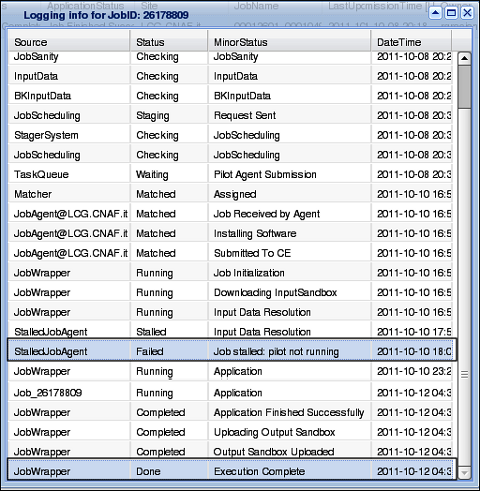 Logging info for JobID: 26178809
Source Status MinorStatus DateTime
JobSanity Checking JobSanity 2011-10-08 20:2
InputData Checking InputData 2011-10-08 20:2
BKInputData Checking BKInputData 2011-10-08 20:2
JobScheduling Staging Request Sent 2011-10-08 20:3
StagerSystem Checking JobScheduling 2011-10-08 20:3
JobScheduling Checking JobScheduling 2011-10-08 20:3
TaskQueue Waiting Pilot Agent Submission 2011-10-08 20:3
Matcher Matched Assigned 2011-10-10 16:5
JobAgent@LCG.CNAF.it Matched Job Received by Agent 2011-10-10 16:5
JobAgent@LCG.CNAF.it Matched Installing Software 2011-10-10 16:5
JobAgent@LCG.CNAF.it Matched Submitted To CE 2011-10-10 16:5
JobWrapper Running Job Initialization 2011-10-10 16:5
JobWrapper Running Downloading InputSandbox 2011-10-10 16:5
JobWrapper Running Input Data Resolution 2011-10-10 16:5
StalledJobAgent Stalled Input Data Resolution 2011-10-10 17:5
StalledJobAgent Failed Job stalled: pilot not running 2011-10-10 18:0
JobWrapper Running Application 2011-10-10 23:2
Job_26178809 Running Application 2011-10-12 04:3
JobWrapper Completed Application Finished Successfully 2011-10-12 04:3
JobWrapper Completed Uploading Output Sandbox 2011-10-12 04:3
JobWrapper Completed Output Sandbox Uploaded 2011-10-12 04:3
JobWrapper Done Execution Complete 2011-10-12 04:3